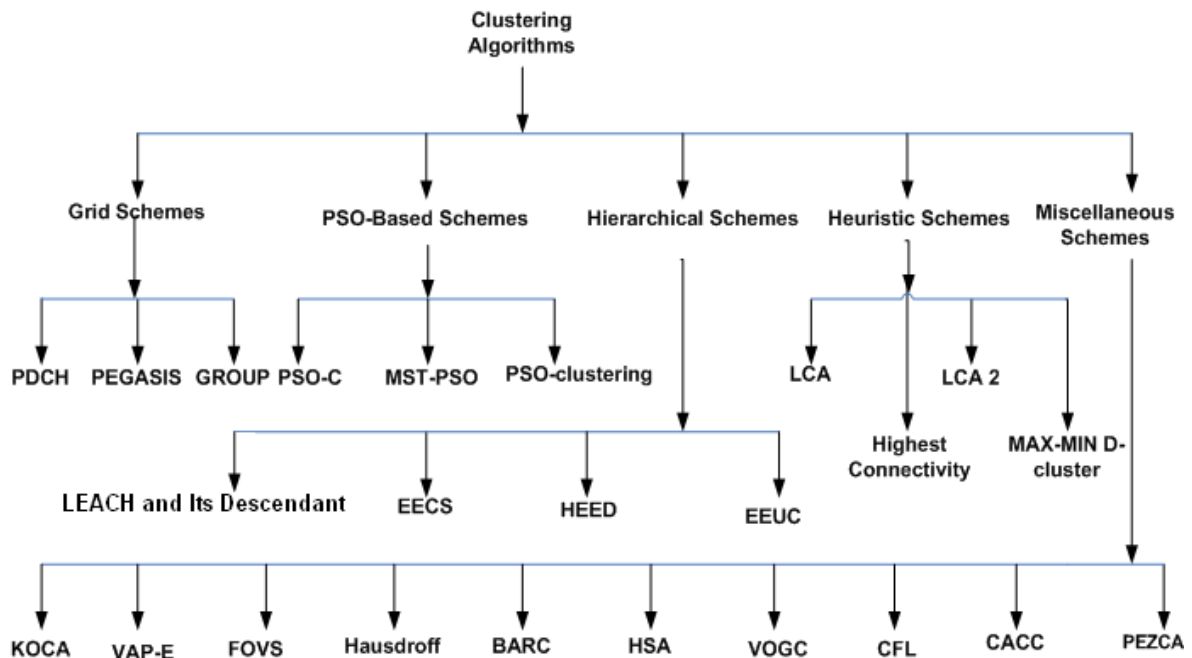 Clustering
Algorithms
Grid Schemes
PSO-Based Schemes
Hierarchical Schemes
Heuristic Schemes
Miscellaneous
Schemes
PDCH
PEGASIS
GROUP
PSO-C
MST-PSO
PSO-clustering
LCA
LCA 2
Highest
Connectivity
MAX-MIN D-
cluster
LEACH and Its Descendant
EECS
HEED
EEUC
KOCA
VAP-E
FOVS
Hausdroff
BARC
HSA
VOGC
CFL
CACC
PEZCA